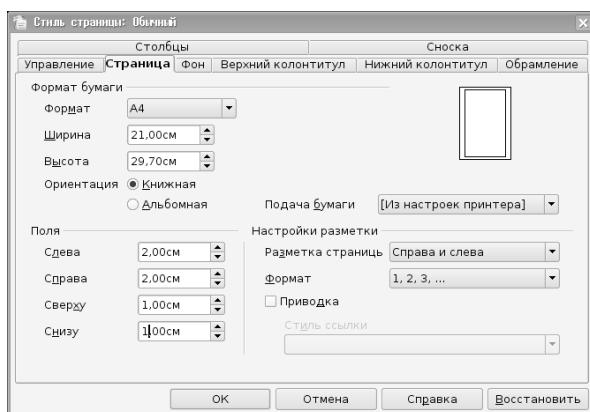 Стиль страницы: Обычный
Столбцы Сноска
Управление Страница Фон Верхний колонтитул Нижний колонтитул Обрамление
Формат бумаги
Формат A4
Ширина 21,00см
Высота 29,70см
Ориентация Книжная
Альбомная Подача бумаги [Из настроек принтера]
Поля Настройки разметки
Слева 2,00см Разметка страниц Справа и слева
Справа 2,00см Формат 1, 2, 3, ...
Сверху 1,00см Приводка
Снизу 1,00см Стиль ссылки
OK Отмена Справка Восстановить